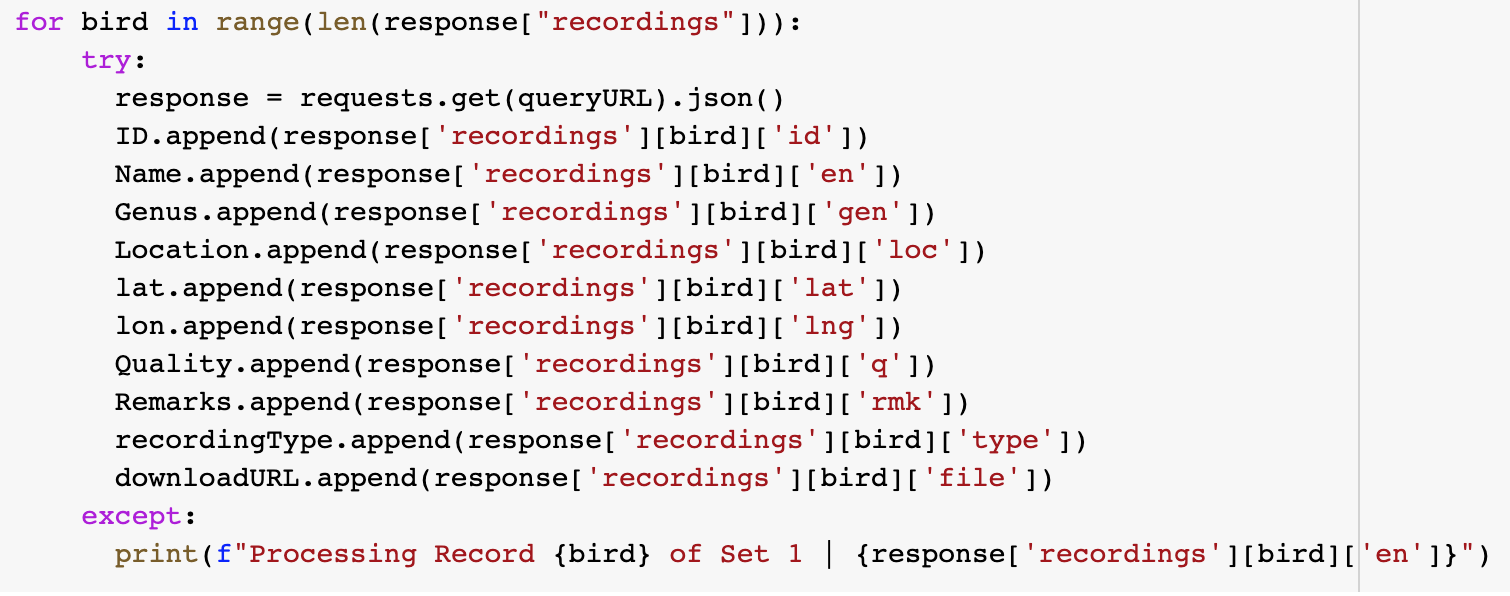 for bird in range(len(response["recordings"])):
    try:
      response = requests.get(queryURL).json()
      ID.append(response['recordings'][bird]['id'])
      Name.append(response['recordings'][bird]['en'])
      Genus.append(response['recordings'][bird]['gen'])
      Location.append(response['recordings'][bird]['loc'])
      lat.append(response['recordings'][bird]['lat'])
      lon.append(response['recordings'][bird]['lng'])
      Quality.append(response['recordings'][bird]['q'])
      Remarks.append(response['recordings'][bird]['rmk'])
      recordingType.append(response['recordings'][bird]['type'])
      downloadURL.append(response['recordings'][bird]['file'])
    except:
      print(f"Processing Record {bird} of Set 1 | {response['recordings'][bird]['en']}")